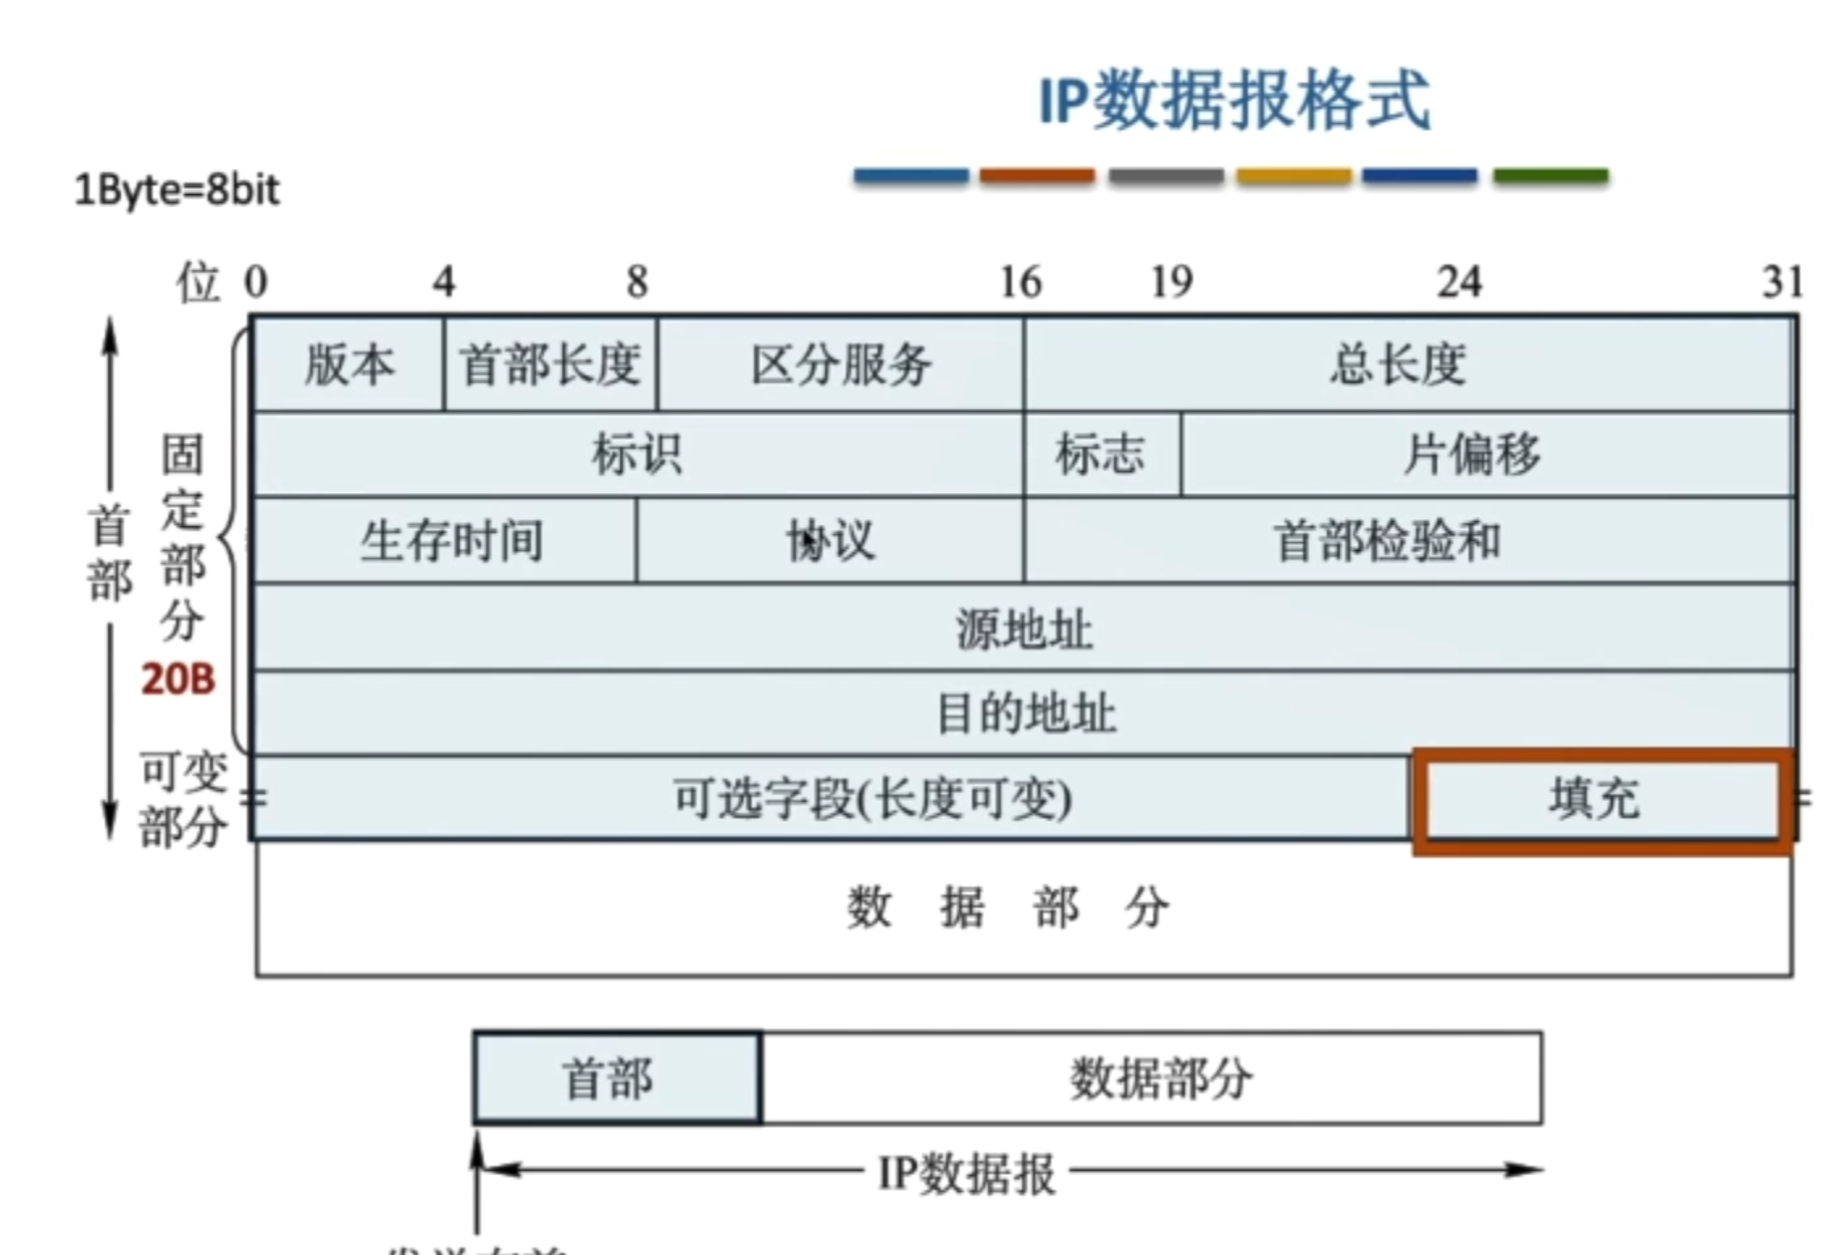 IP数据报格式
1Byte=8bit
位 0 4 8 16 19 24 31
版本 首部长度 区分服务 总长度
标识 标志 片偏移
生存时间 协议 首部检验和
源地址
目的地址
可选字段(长度可变) 填充
数据部分
首部
固定部分
20B
可变
部分
首部 数据部分
IP数据报